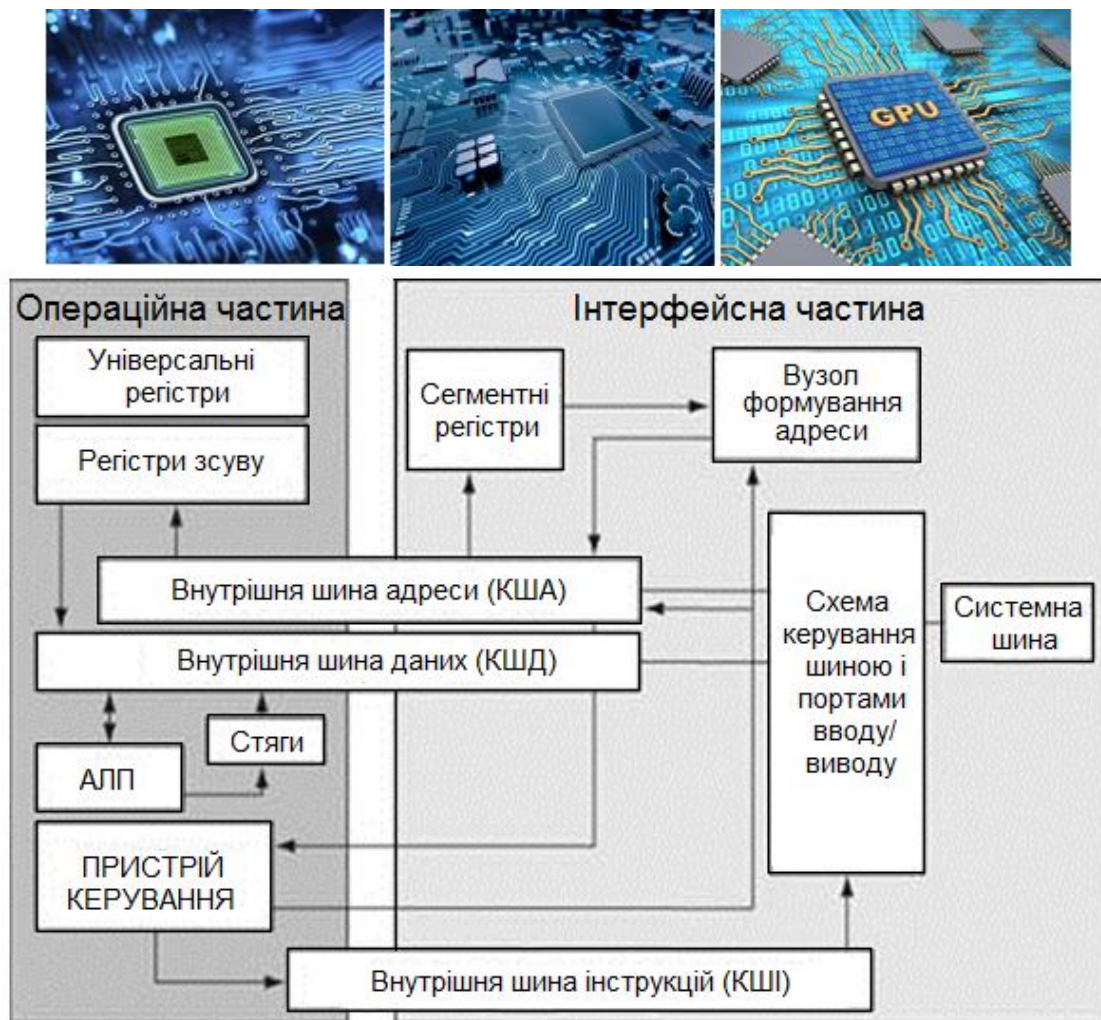 GPU
Операційна частина
Інтерфейсна частина
Універсальні
регістри
Регістри зсуву
Сегментні
регістри
Вузол
формування
адреси
Внутрішня шина адреси (КША)
Внутрішня шина даних (КШД)
Схема
керування
шиною і
портами
вводу/
виводу
Системна
шина
Стяги
АЛП
ПРИСТРІЙ
КЕРУВАННЯ
Внутрішня шина інструкцій (КШІ)